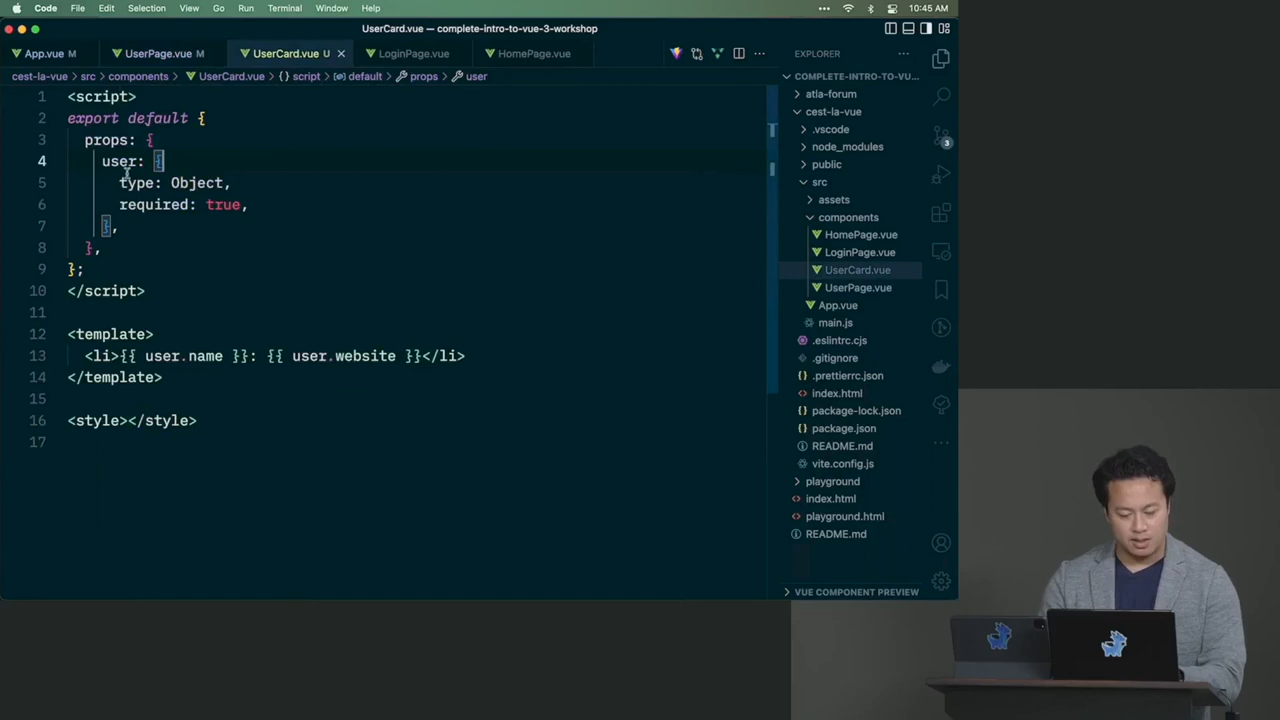 Code File Edit Selection View Go Run Terminal Window Help 10:45 AM
UserCard.vue — complete-intro-to-vue-3-workshop
App.vue M UserPage.vue M UserCard.vue U LoginPage.vue HomePage.vue
EXPLORER
cest-la-vue > src > components > UserCard.vue > {} script > default > props > user
COMPLETE-INTRO-TO-VU...
atla-forum
cest-la-vue
.vscode
node_modules
public
src
assets
components
HomePage.vue
LoginPage.vue
UserCard.vue
UserPage.vue
App.vue
main.js
.eslintrc.cjs
.gitignore
.prettierrc.json
index.html
package-lock.json
package.json
README.md
vite.config.js
playground
index.html
playground.html
README.md
VUE COMPONENT PREVIEW
3
1 <script>
2 export default {
3 props: {
4 user: {
5 type: Object,
6 required: true,
7 },
8 },
9 };
10 </script>
11
12 <template>
13 <li>{{ user.name }}: {{ user.website }}</li>
14 </template>
15
16 <style></style>
17